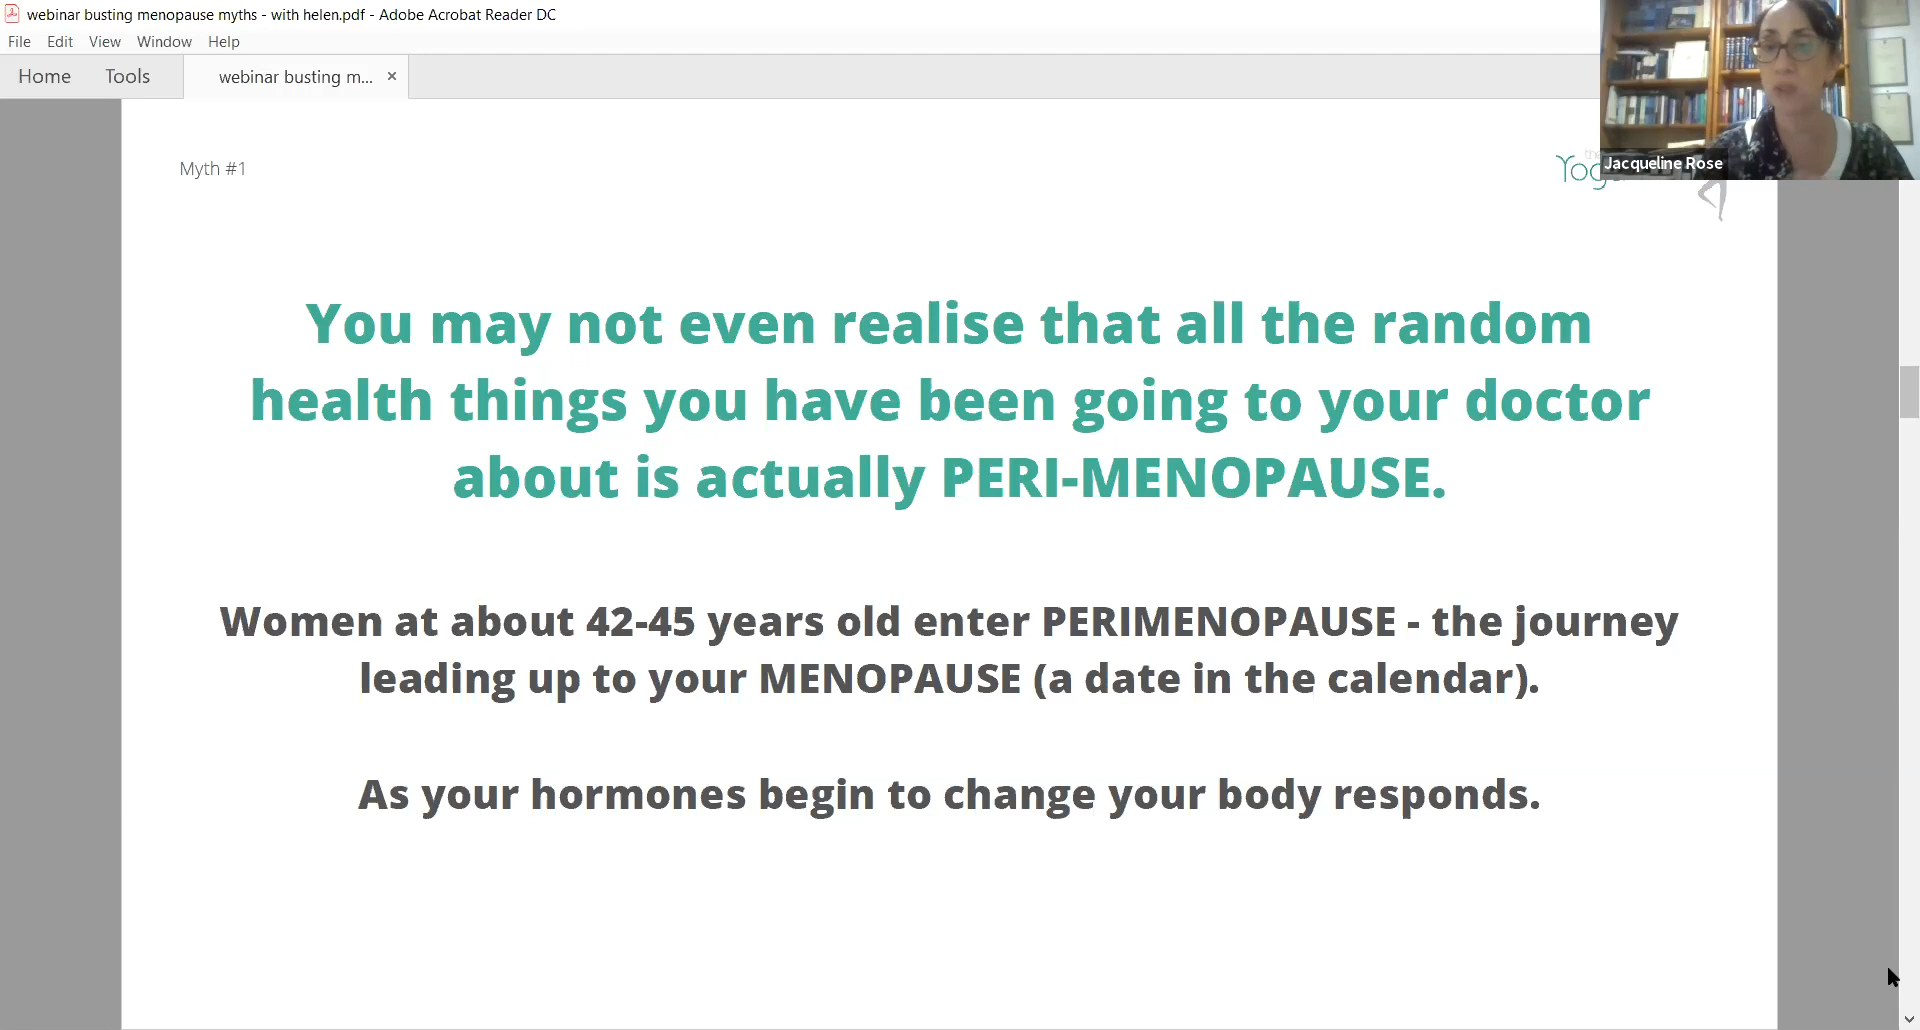 webinar busting menopause myths - with helen.pdf - Adobe Acrobat Reader DC
File Edit View Window Help
Home Tools webinar busting m... ×
Jacqueline Rose
Myth #1
You may not even realise that all the random
health things you have been going to your doctor
about is actually PERI-MENOPAUSE.
Women at about 42-45 years old enter PERIMENOPAUSE - the journey
leading up to your MENOPAUSE (a date in the calendar).
As your hormones begin to change your body responds.